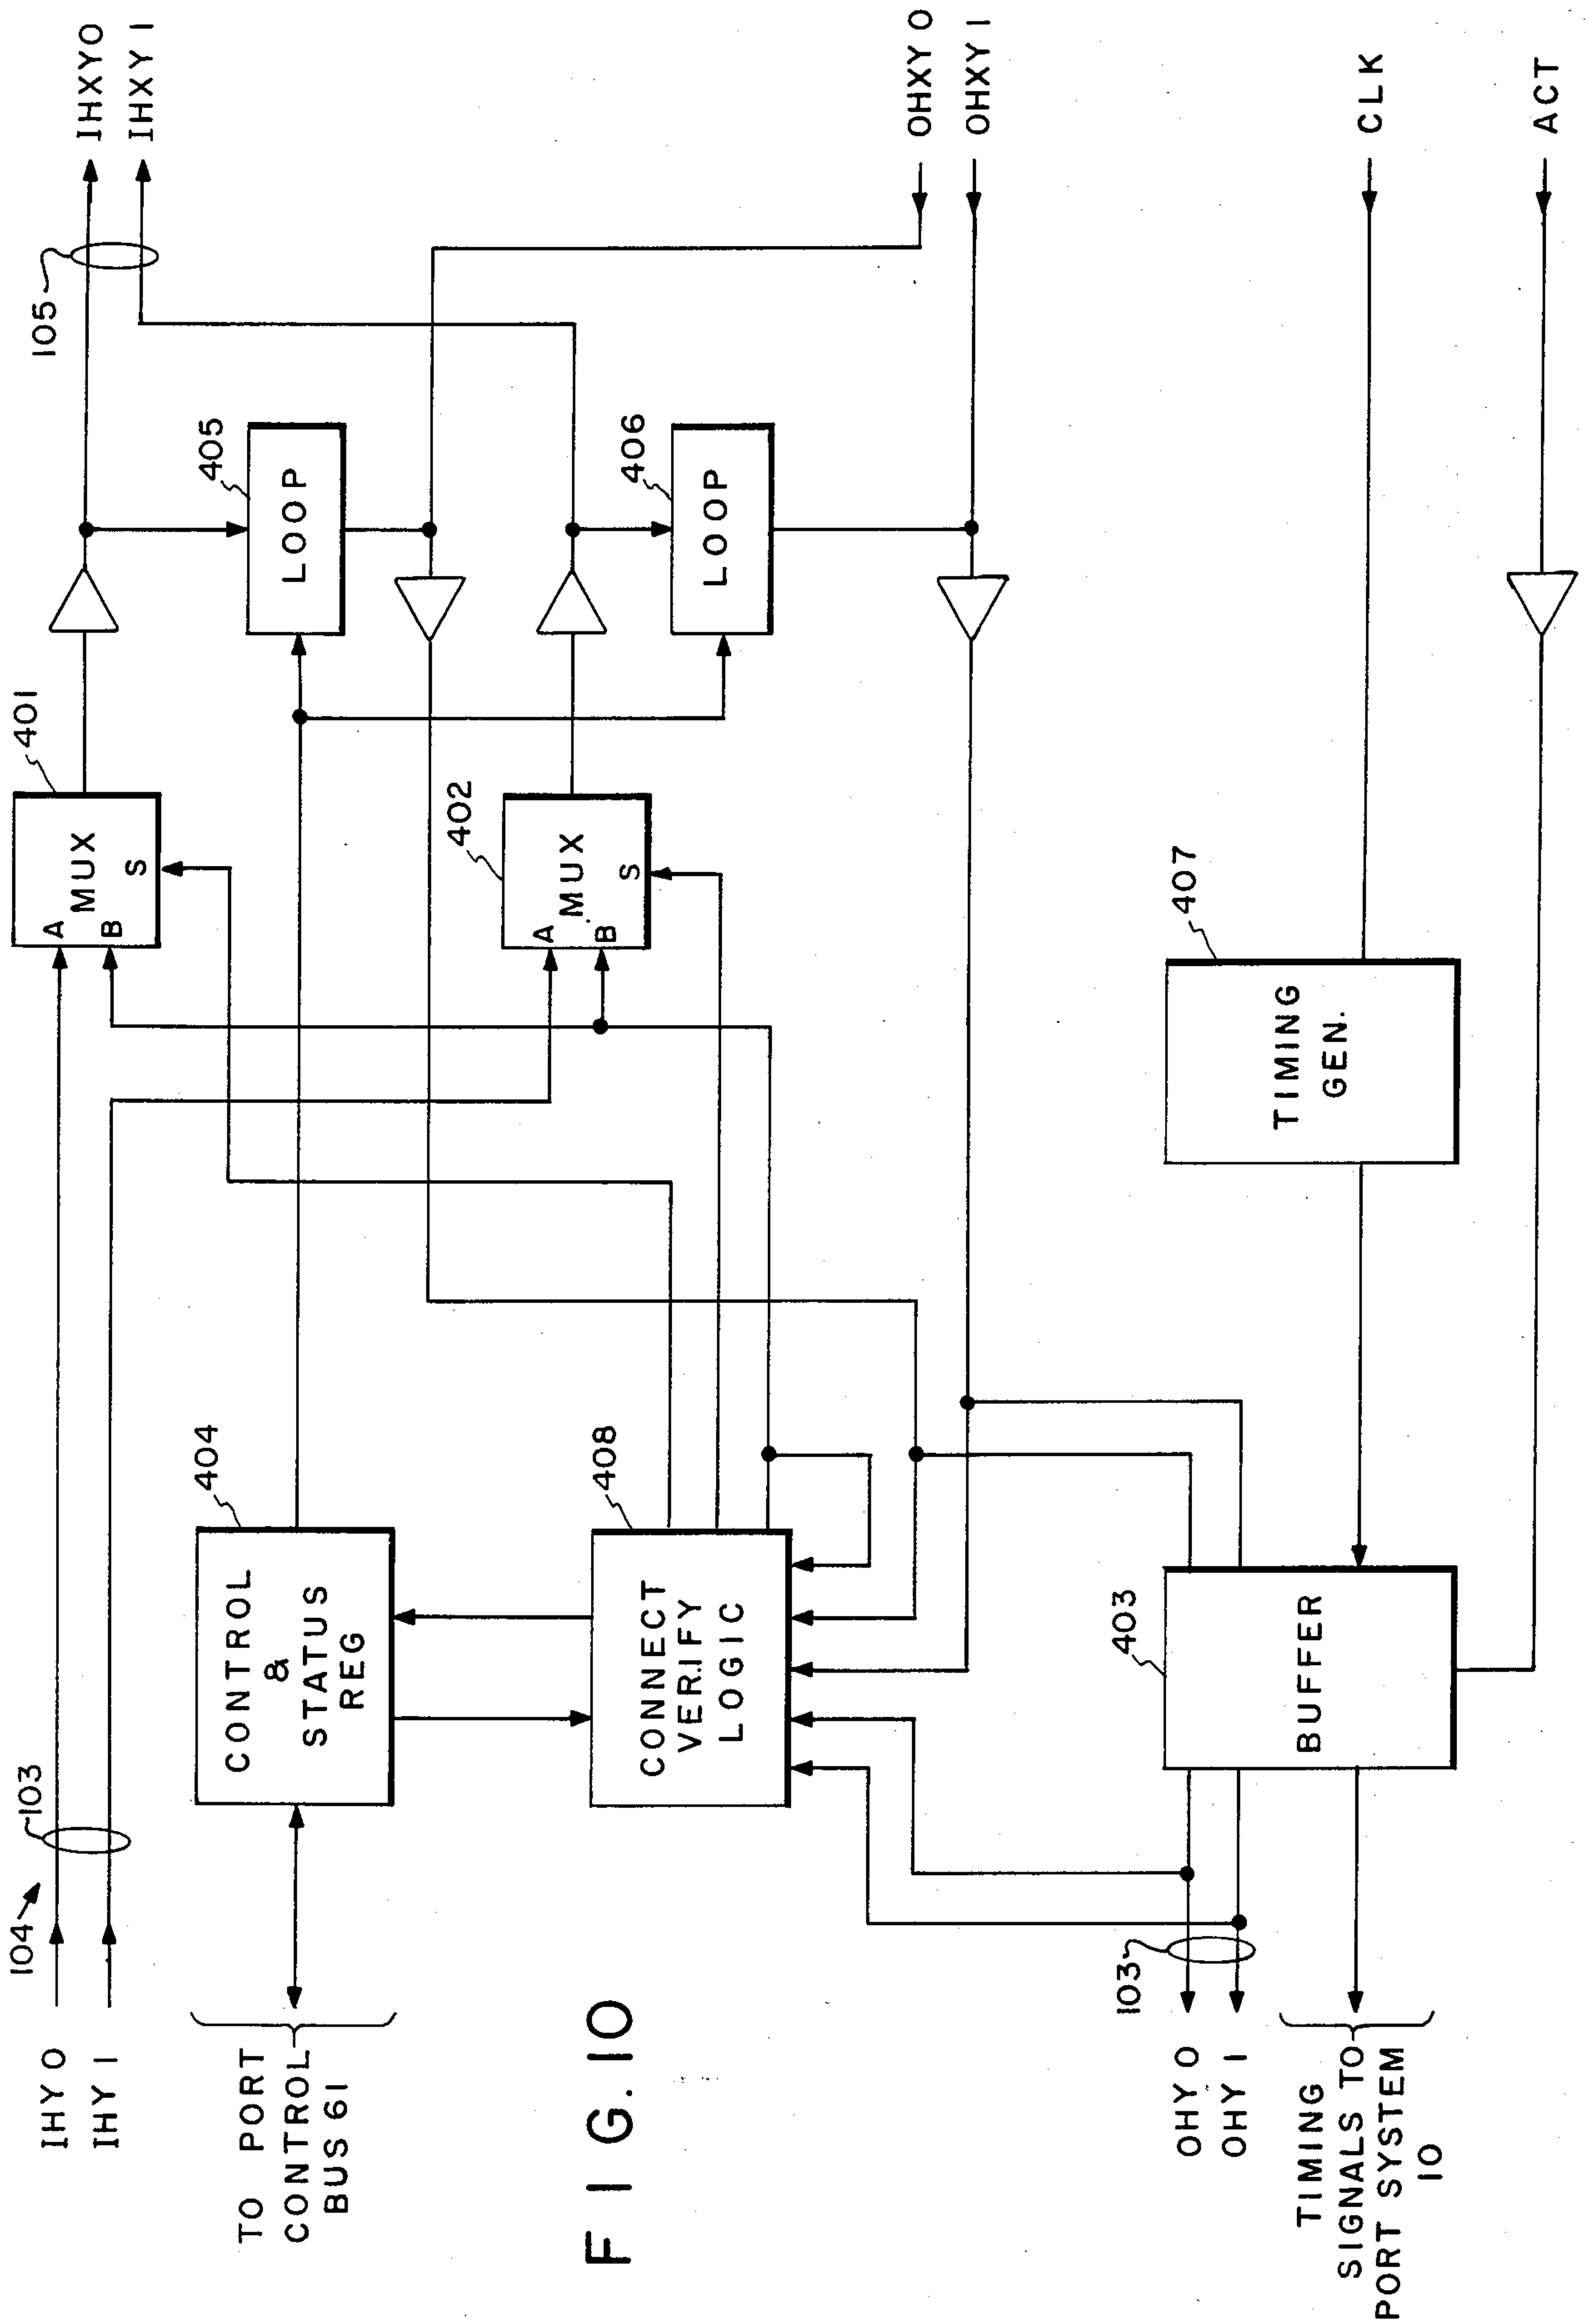 IHY 0
IHY 1
104
103
TO PORT
CONTROL
BUS 61
404
CONTROL
&
STATUS
REG
408
CONNECT
VERIFY
LOGIC
401
MUX
A
B
S
402
MUX
A
B
S
405
LOOP
406
LOOP
105
IHXY0
IHXY 1
OHXY 0
OHXY 1
CLK
ACT
407
TIMING
GEN.
403
BUFFER
103
OHY 0
OHY 1
TIMING
SIGNALS TO
PORT SYSTEM
10
FIG. 10